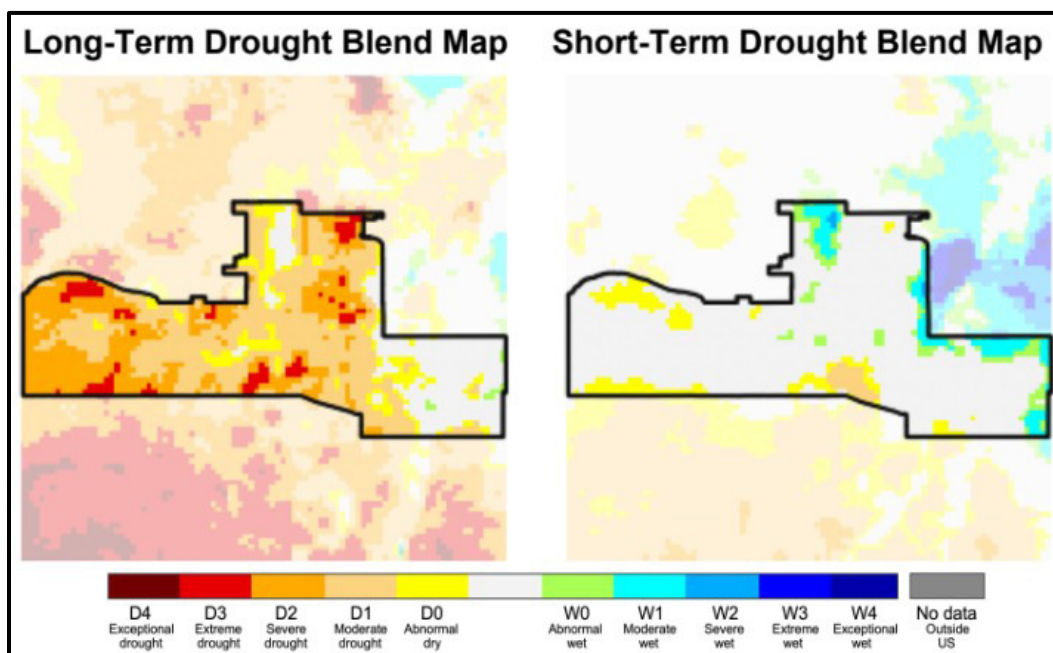 Long-Term Drought Blend Map
Short-Term Drought Blend Map
D4
Exceptional
drought
D3
Extreme
drought
D2
Severe
drought
D1
Moderate
drought
D0
Abnormal
dry
W0
Abnormal
wet
W1
Moderate
wet
W2
Severe
wet
W3
Extreme
wet
W4
Exceptional
wet
No data
Outside
US